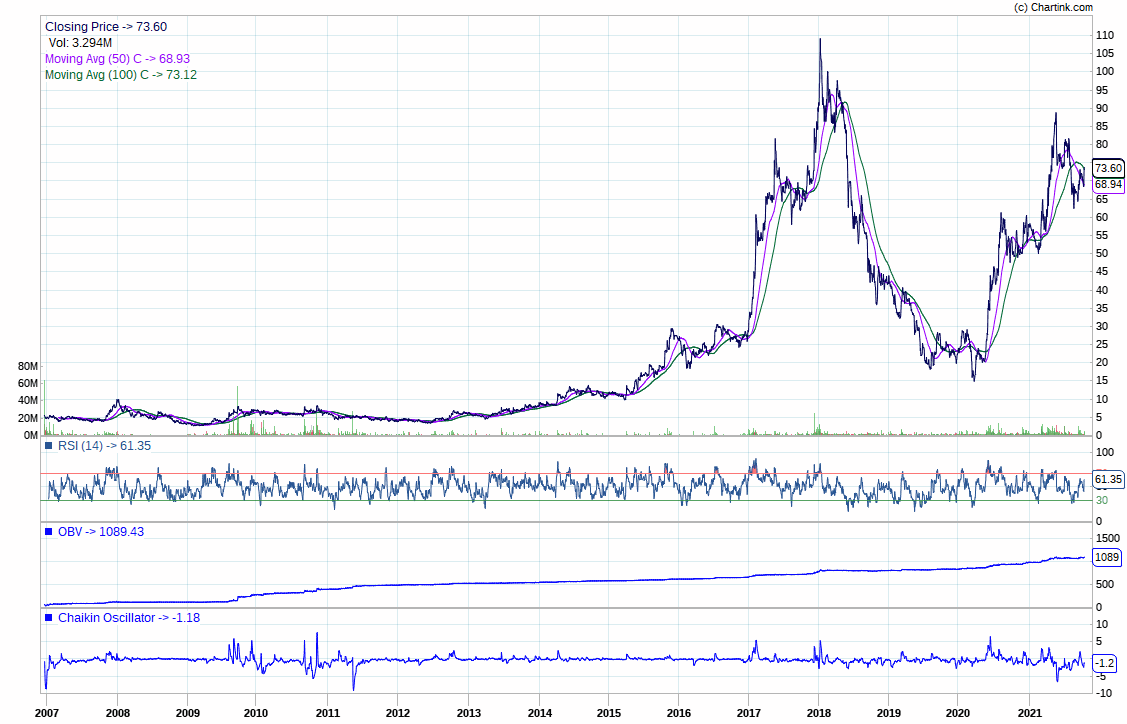 (c) Chartink.com
Closing Price -> 73.60
Vol: 3.294M
Moving Avg (50) C -> 68.93
Moving Avg (100) C -> 73.12
110
105
100
95
90
85
80
73.60
68.94
65
60
55
50
45
40
35
30
25
20
15
10
5
0
80M
60M
40M
20M
0M
RSI (14) -> 61.35
100
61.35
30
0
OBV -> 1089.43
1500
1089
500
0
Chaikin Oscillator -> -1.18
10
5
-1.2
-5
-10
2007 2008 2009 2010 2011 2012 2013 2014 2015 2016 2017 2018 2019 2020 2021